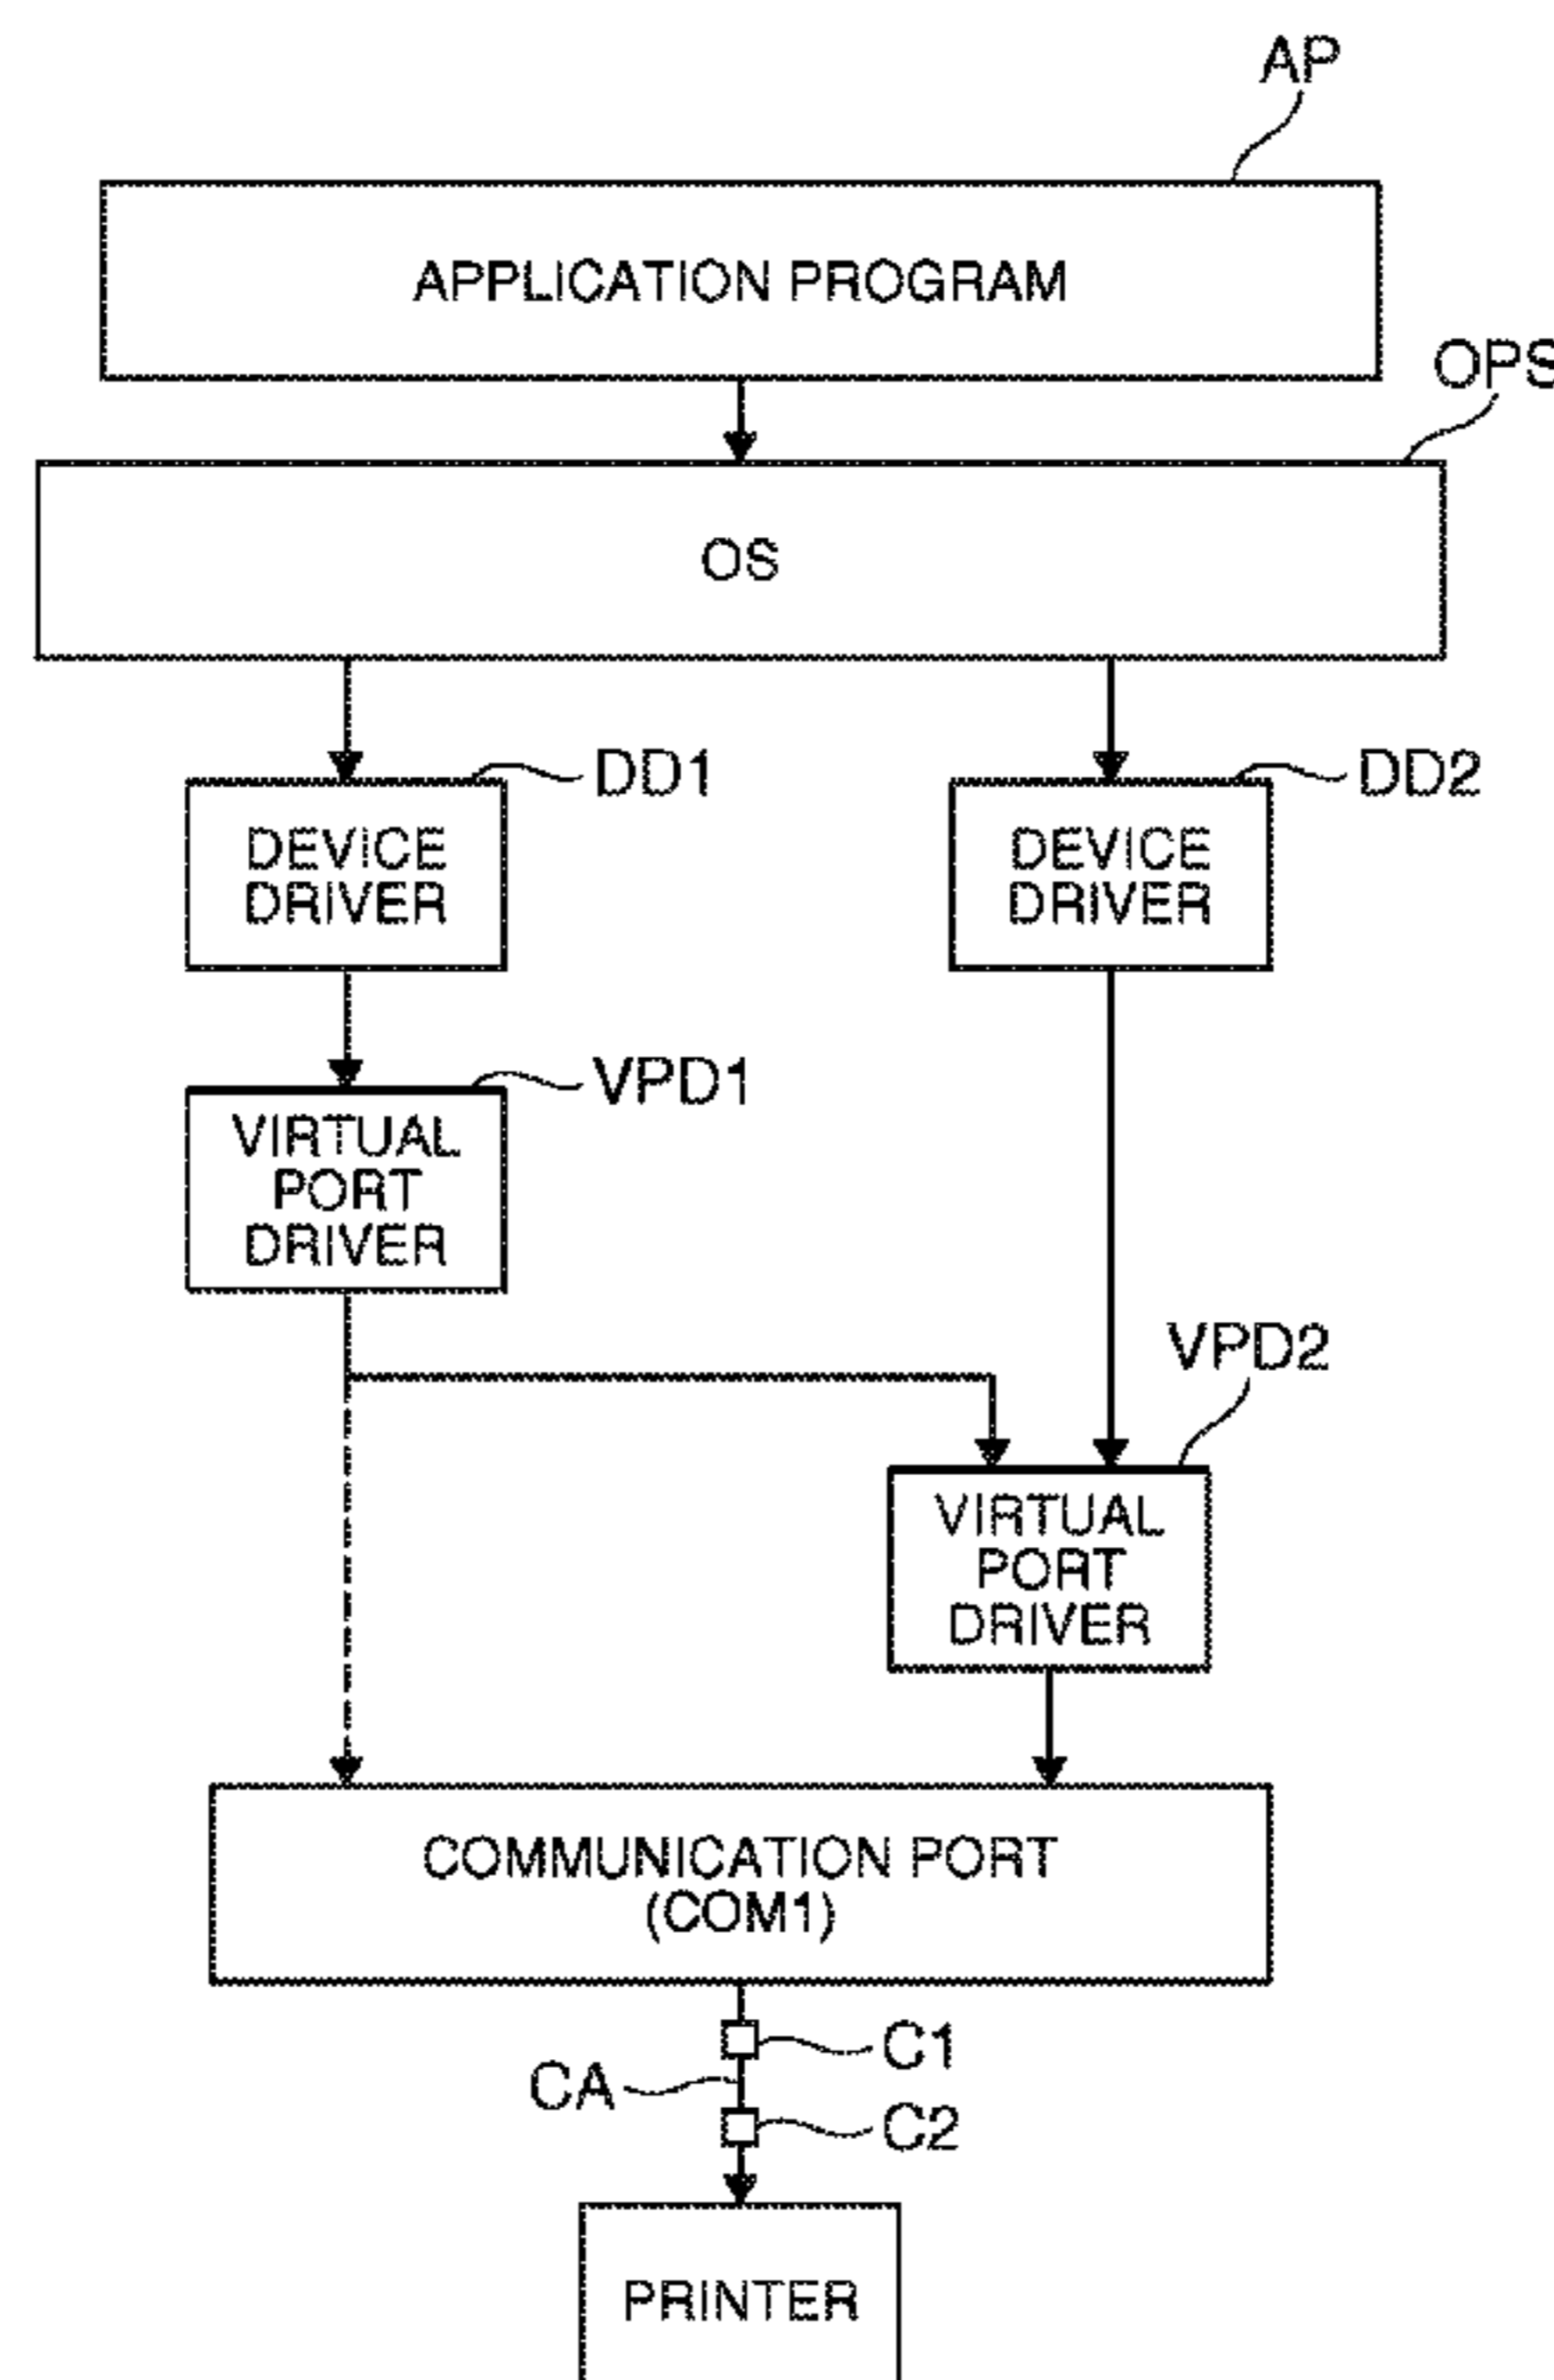 AP
APPLICATION PROGRAM
OPS
OS
DD1
DD2
DEVICE
DRIVER
DEVICE
DRIVER
VPD1
VIRTUAL
PORT
DRIVER
VPD2
VIRTUAL
PORT
DRIVER
COMMUNICATION PORT
(COM1)
C1
CA
C2
PRINTER